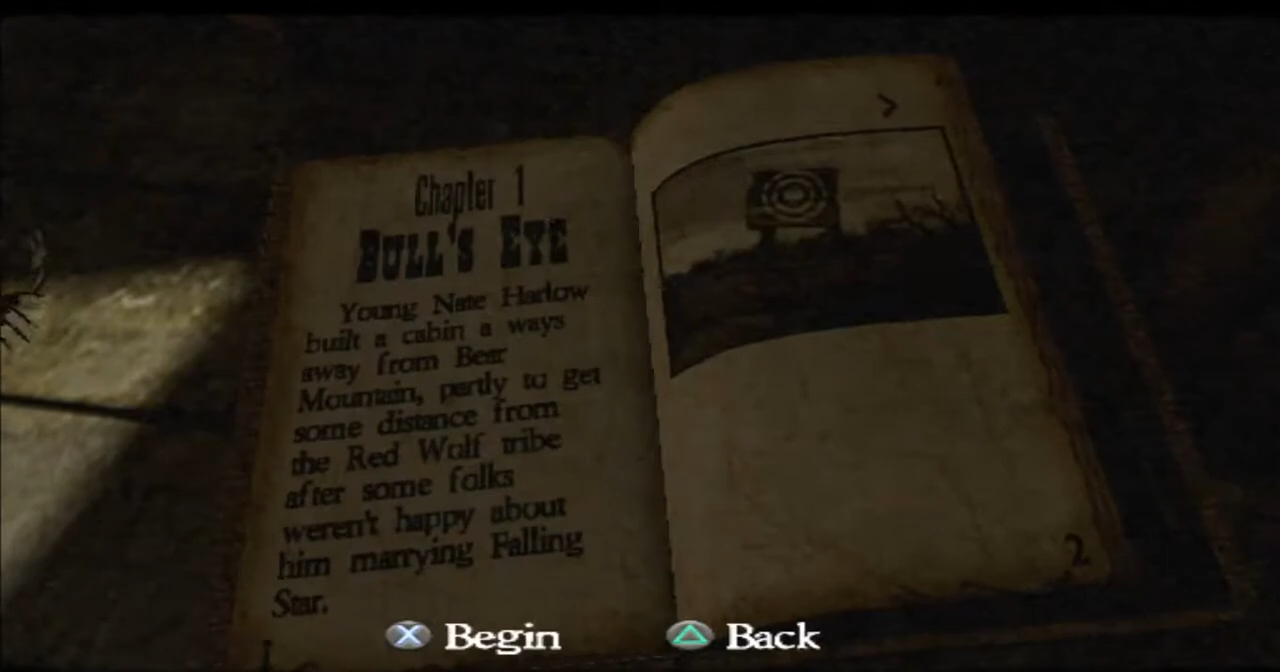 Chapter 1
BULL'S EYE
Young Nate Harlow
built a cabin a ways
away from Bear
Mountain, partly to get
some distance from
the Red Wolf tribe
after some folks
weren't happy about
him marrying Falling
Star.
>
2
1
Begin
Back